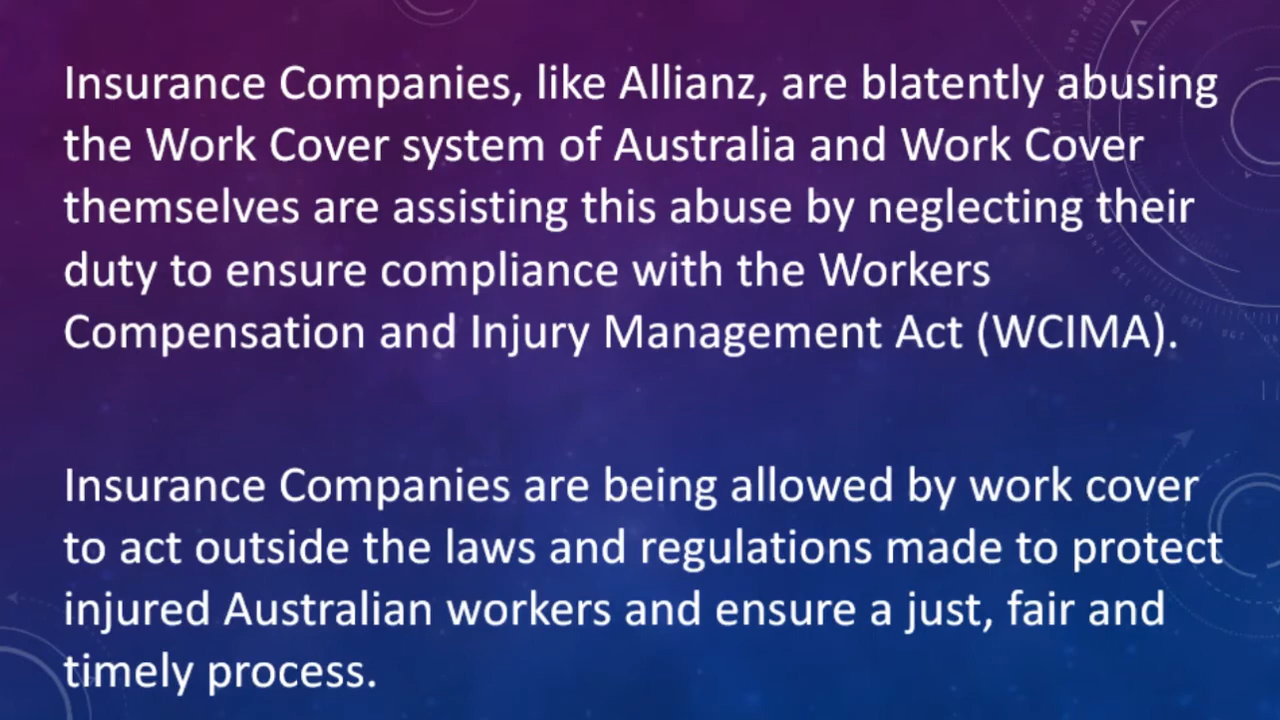 Insurance Companies, like Allianz, are blatently abusing
the Work Cover system of Australia and Work Cover
themselves are assisting this abuse by neglecting their
duty to ensure compliance with the Workers
Compensation and Injury Management Act (WCIMA).
Insurance Companies are being allowed by work cover
to act outside the laws and regulations made to protect
injured Australian workers and ensure a just, fair and
timely process.